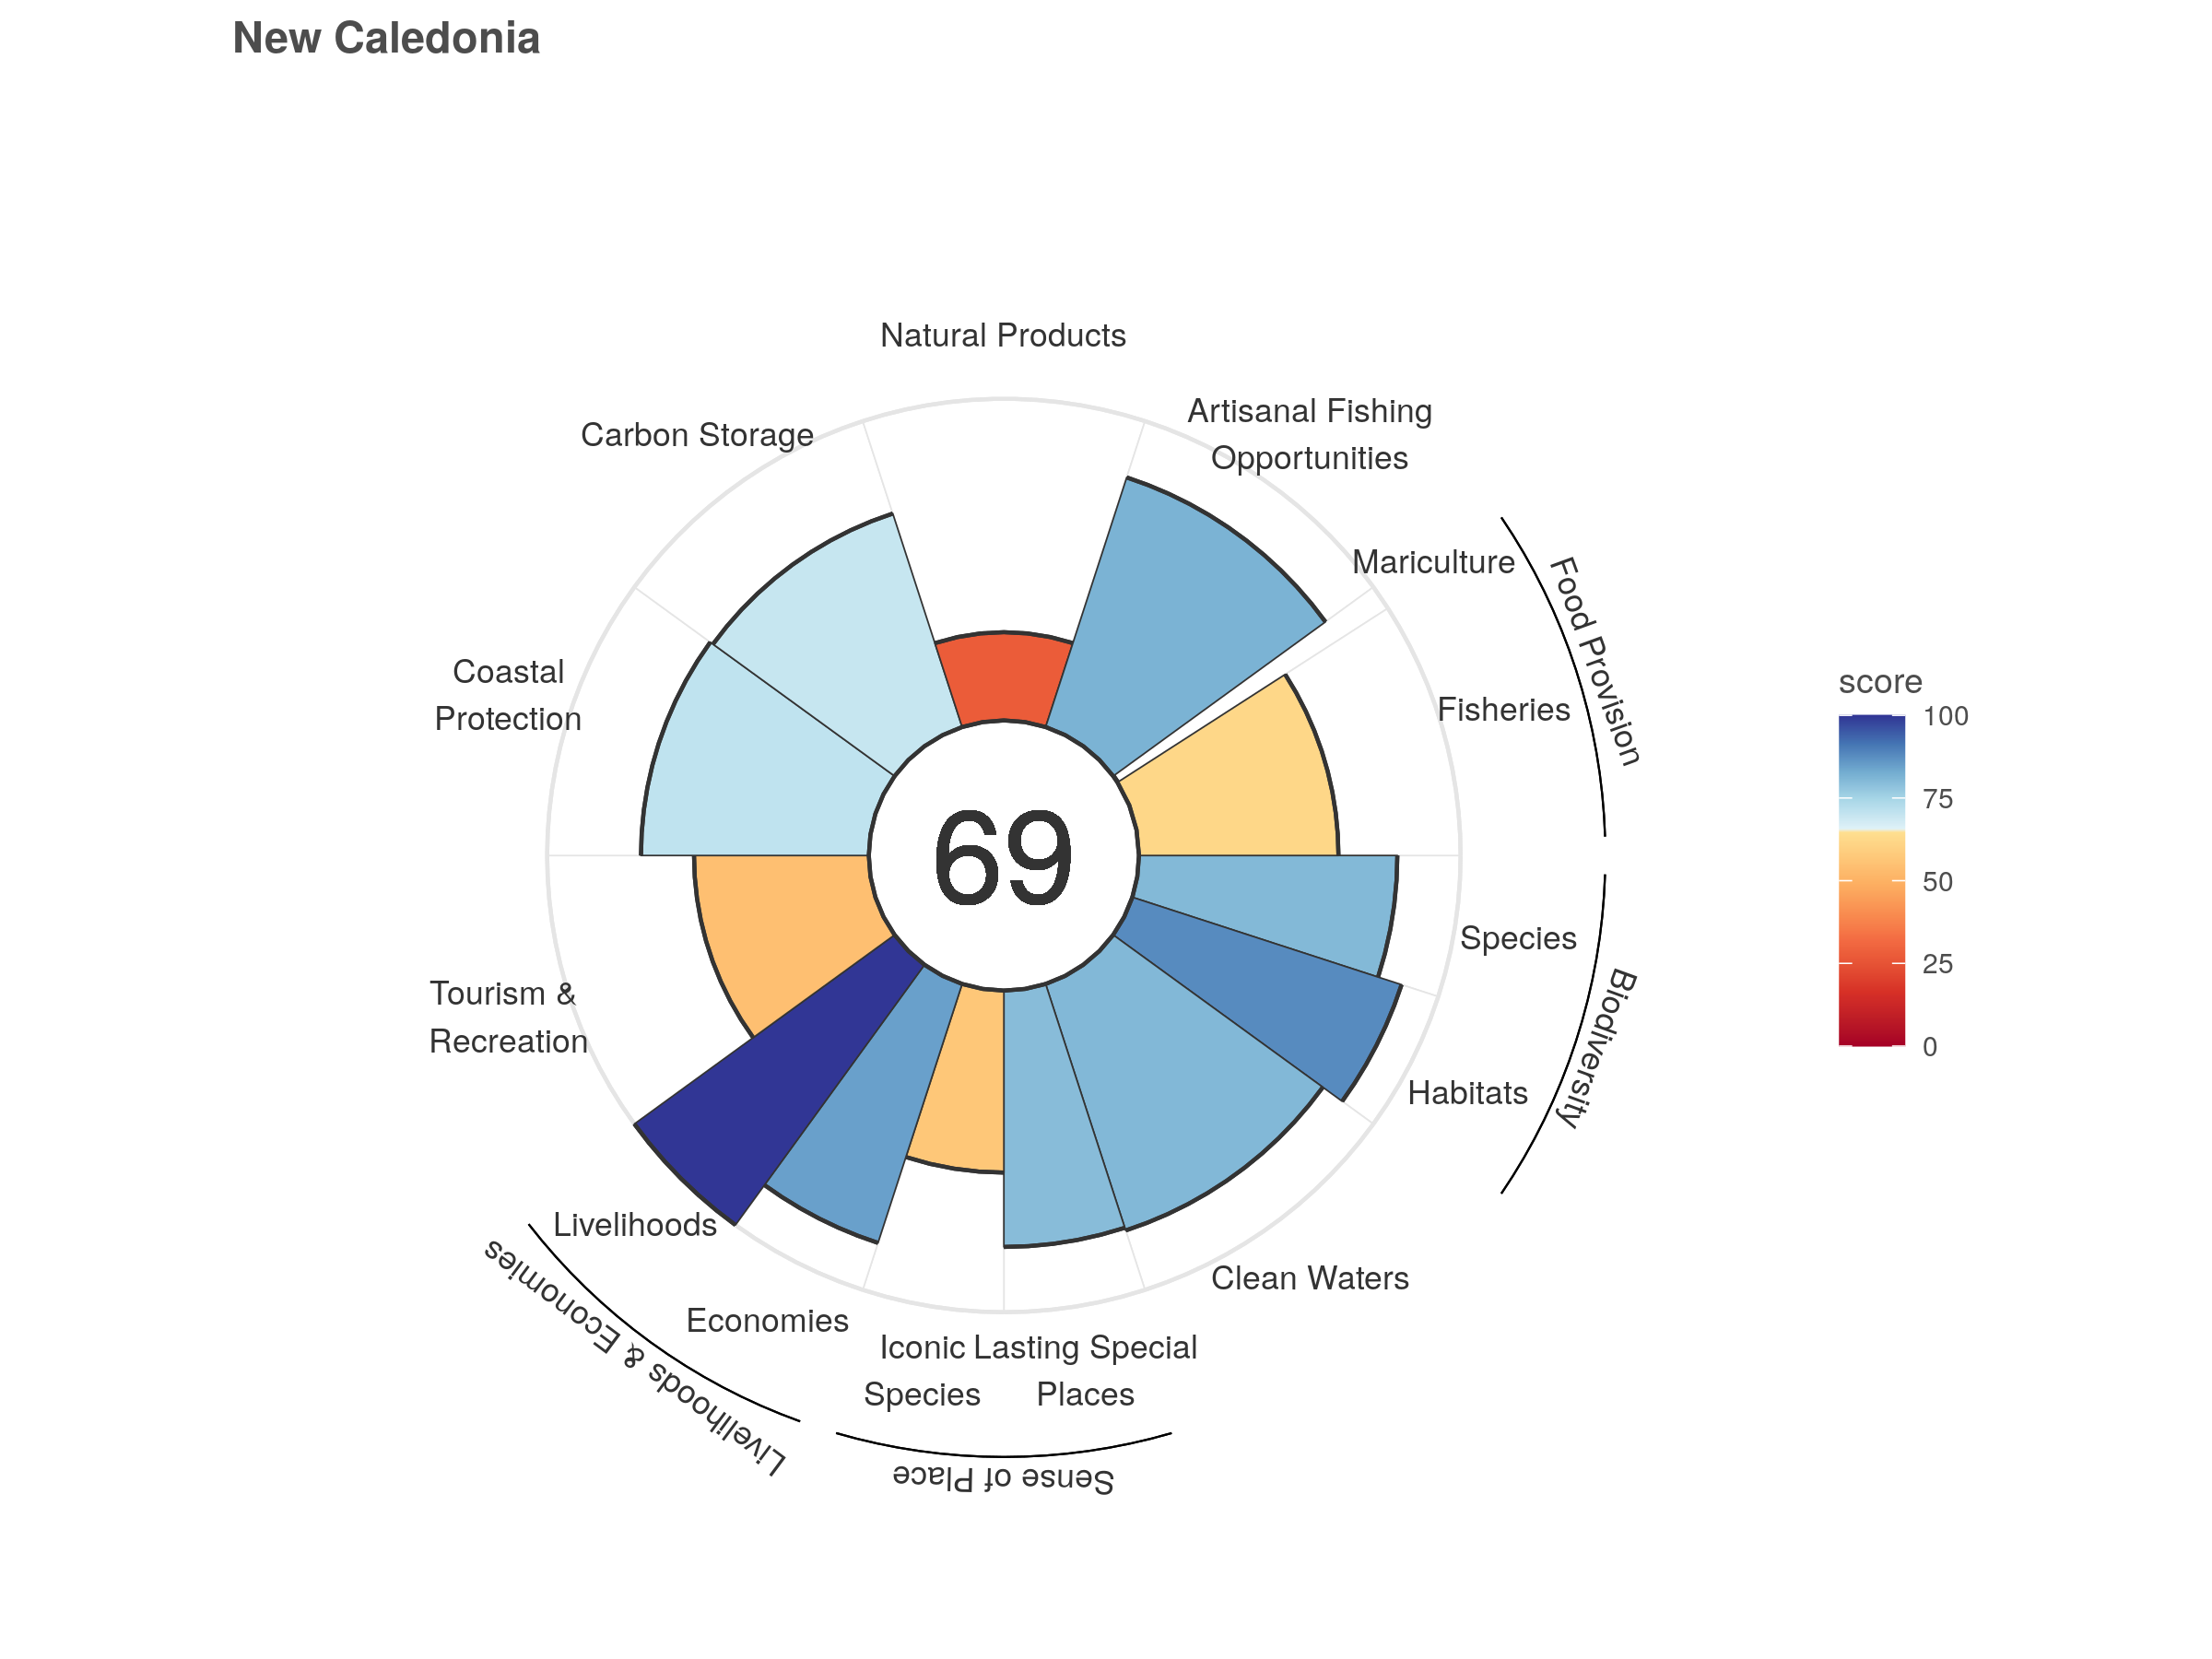 New Caledonia
Natural Products
Artisanal Fishing
Opportunities
Carbon Storage
Mariculture
Food Provision
Fisheries
Coastal
Protection
score
100
75
50
25
0
69
Species
Biodiversity
Habitats
Tourism &
Recreation
Livelihoods
Livelihoods & Economies
Economies
Clean Waters
Iconic
Species
Lasting Special
Places
Sense of Place